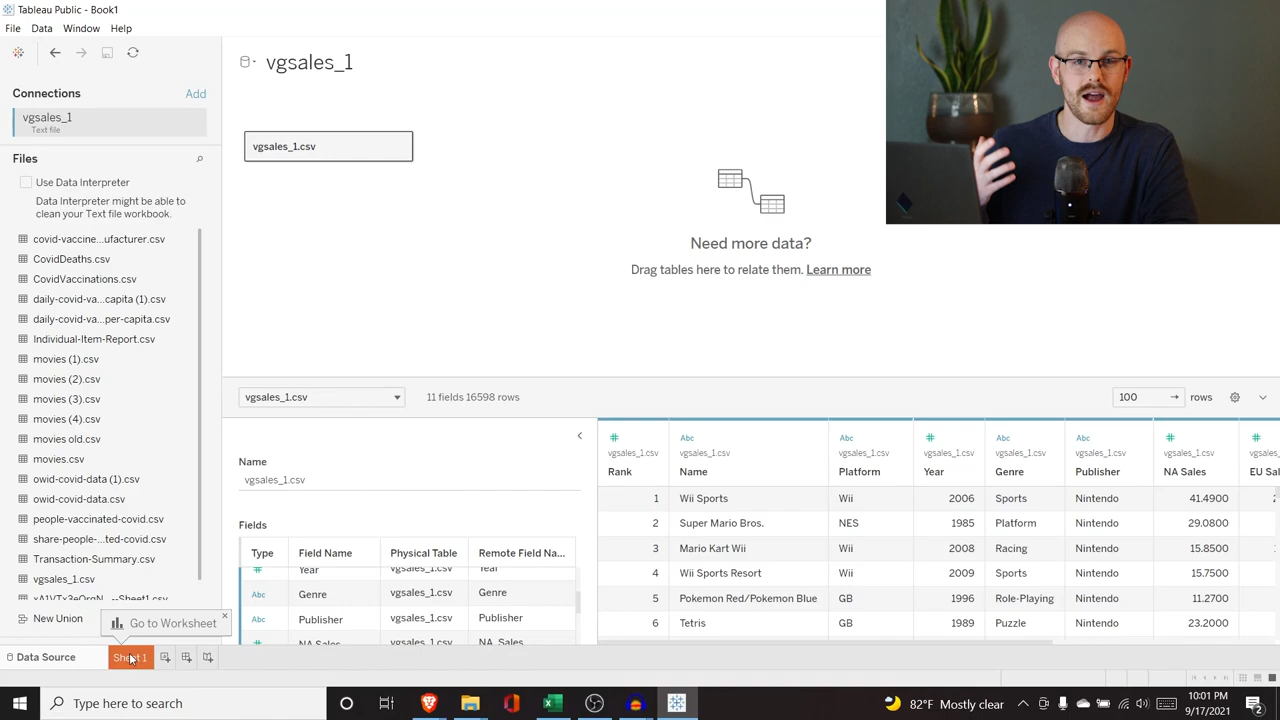 Tableau Public - Book1
File Data Window Help
Connections Add
vgsales_1
Text file
Files
Use Data Interpreter
Data Interpreter might be able to
clean your Text file workbook.
covid-vaccine...ufacturer.csv
CovidDeaths.csv
CovidVaccinations.csv
daily-covid-va...capita (1).csv
daily-covid-va...per-capita.csv
Individual-Item-Report.csv
movies (1).csv
movies (2).csv
movies (3).csv
movies (4).csv
movies old.csv
movies.csv
owid-covid-data (1).csv
owid-covid-data.csv
people-vaccinated-covid.csv
share-people-...ted-covid.csv
Transaction-Summary.csv
vgsales_1.csv
New Union
Go to Worksheet
vgsales_1
vgsales_1.csv
Need more data?
Drag tables here to relate them. Learn more
vgsales_1.csv 11 fields 16598 rows 100 rows
Name
vgsales_1.csv
Fields
Type Field Name Physical Table Remote Field Na...
# Year vgsales_1.csv Year
Abc Genre vgsales_1.csv Genre
Abc Publisher vgsales_1.csv Publisher
# NA Sales vgsales_1.csv NA_Sales
# Abc Abc # Abc Abc # #
vgsales_1.csv vgsales_1.csv vgsales_1.csv vgsales_1.csv vgsales_1.csv vgsales_1.csv vgsales_1.csv vgsales_1.csv
Rank Name Platform Year Genre Publisher NA Sales EU Sal
1 Wii Sports Wii 2006 Sports Nintendo 41.4900
2 Super Mario Bros. NES 1985 Platform Nintendo 29.0800
3 Mario Kart Wii Wii 2008 Racing Nintendo 15.8500
4 Wii Sports Resort Wii 2009 Sports Nintendo 15.7500
5 Pokemon Red/Pokemon Blue GB 1996 Role-Playing Nintendo 11.2700
6 Tetris GB 1989 Puzzle Nintendo 23.2000
Data Source Sheet 1
Type here to search
82°F Mostly clear
10:01 PM
9/17/2021
2